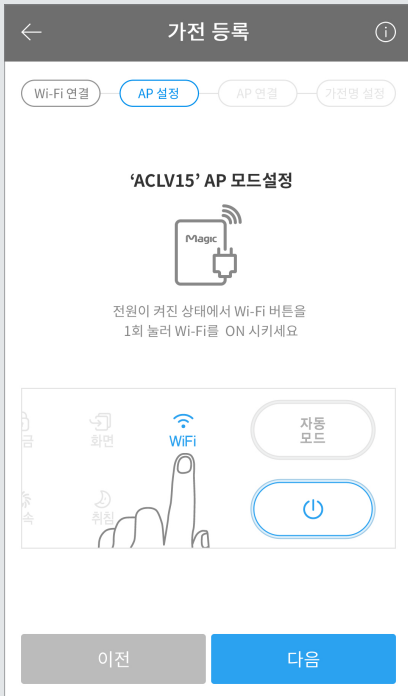 가전 등록
Wi-Fi 연결 AP 설정 AP 연결 가전명 설정
‘ACLV15’ AP 모드설정
Magic
전원이 켜진 상태에서 Wi-Fi 버튼을
1회 눌러 Wi-Fi를 ON 시키세요
금 화면 WiFi 자동
모드
속 취침
이전 다음